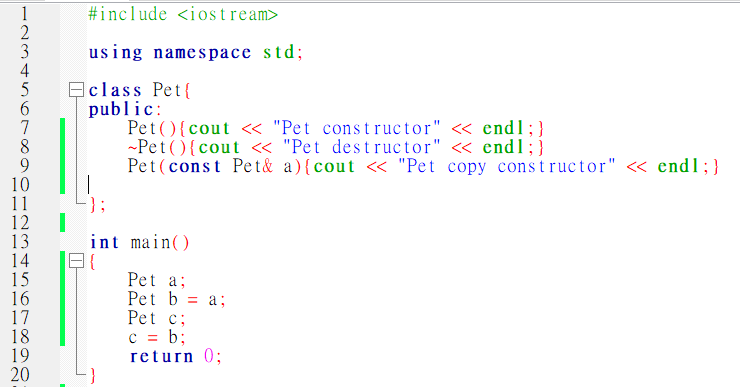 1 #include <iostream>
2
3 using namespace std;
4
5 class Pet{
6 public:
7 Pet(){cout << "Pet constructor" << endl;}
8 ~Pet(){cout << "Pet destructor" << endl;}
9 Pet(const Pet& a){cout << "Pet copy constructor" << endl;}
10
11 };
12
13 int main()
14 {
15 Pet a;
16 Pet b = a;
17 Pet c;
18 c = b;
19 return 0;
20 }